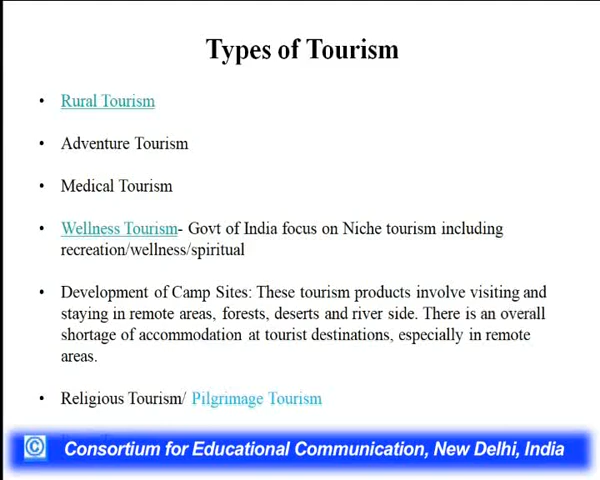 Types of Tourism
• Rural Tourism
• Adventure Tourism
• Medical Tourism
• Wellness Tourism- Govt of India focus on Niche tourism including
recreation/wellness/spiritual
• Development of Camp Sites: These tourism products involve visiting and
staying in remote areas, forests, deserts and river side. There is an overall
shortage of accommodation at tourist destinations, especially in remote
areas.
• Religious Tourism/ Pilgrimage Tourism
© Consortium for Educational Communication, New Delhi, India